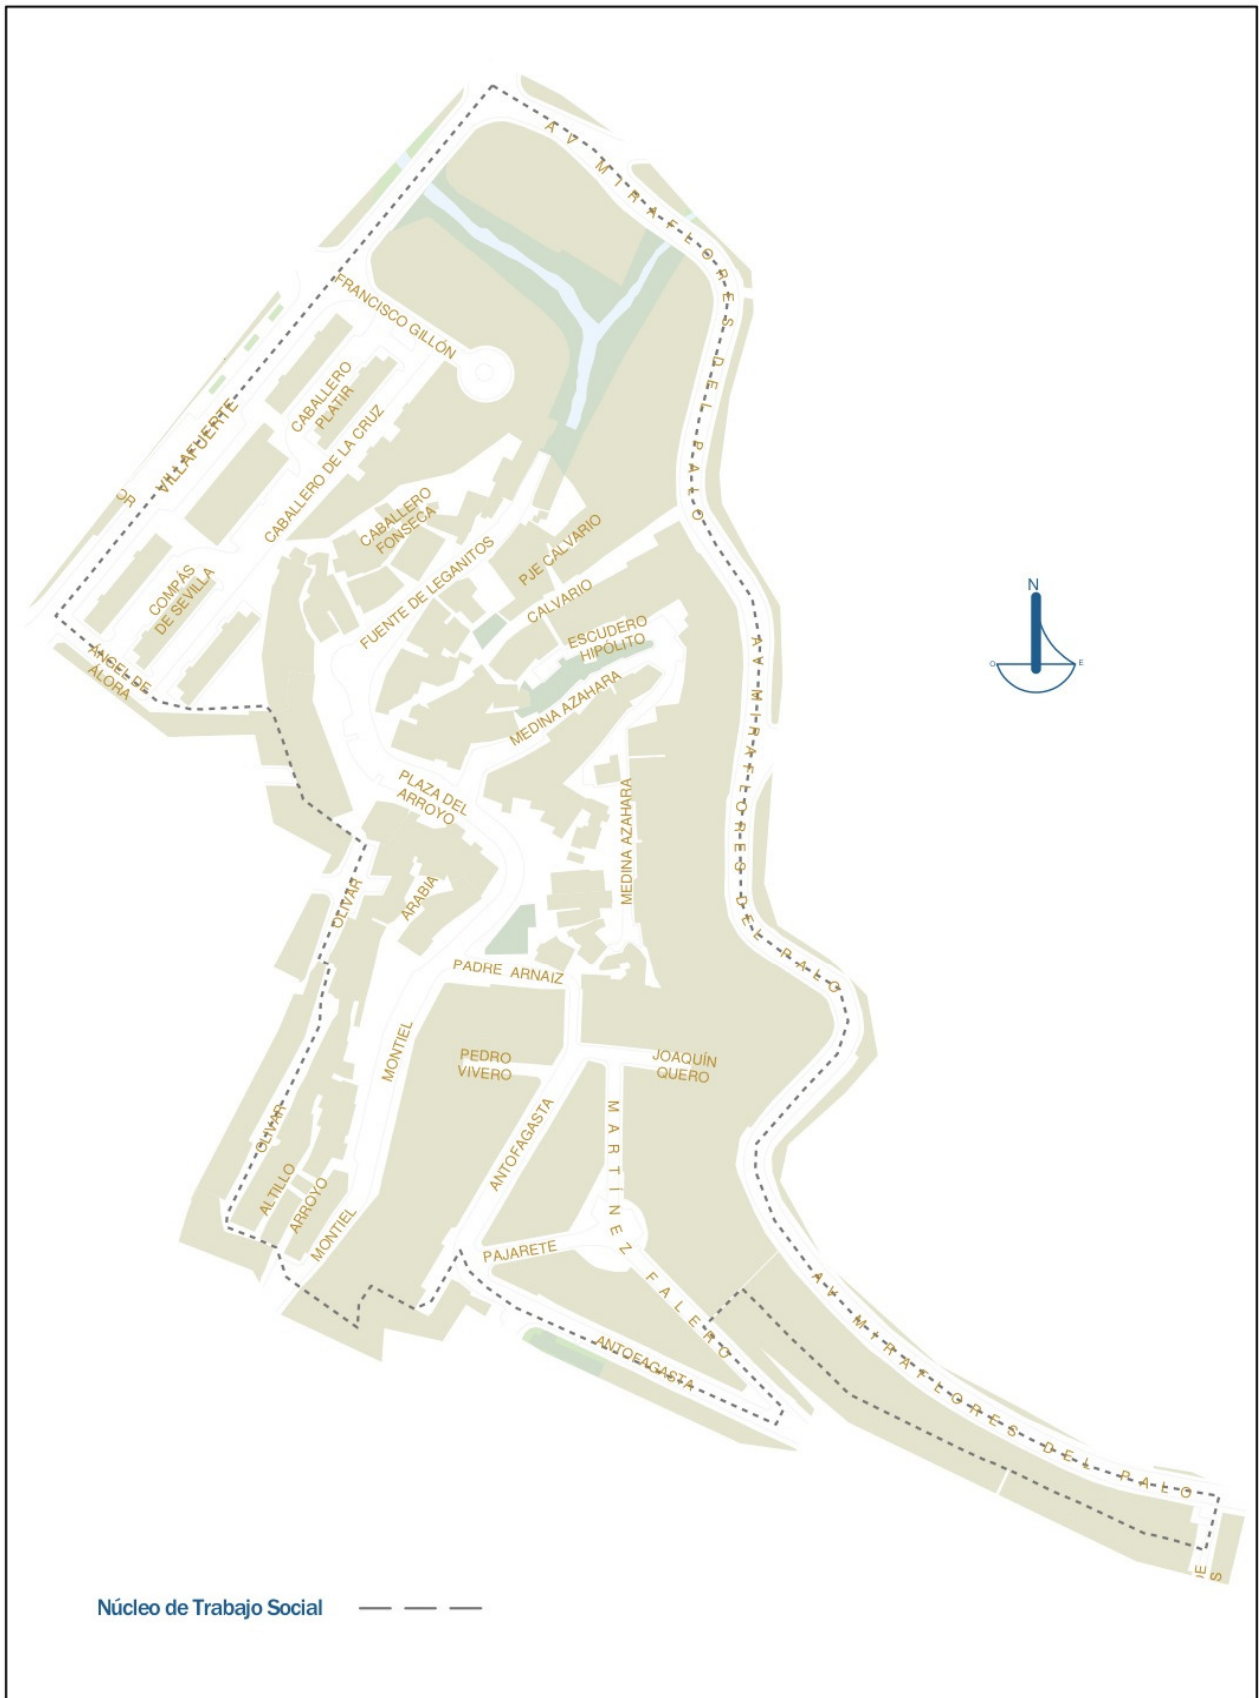 AV MIRAFLORES DEL PALO
FRANCISCO GILLÓN
CABALLERO
PLATIR
VILLAFUERTE
CABALLERO DE LA CRUZ
OR
CABALLERO
FONSECA
PJE CALVARIO
FUENTE DE LEGANITOS
COMPÁS
DE SEVILLA
CALVARIO
N
O
E
ESCUDERO
HIPÓLITO
ÁNGEL DE
ÁLORA
MEDINA AZAHARA
AV MIRAFLORES DEL PALO
PLAZA DEL
ARROYO
MEDINA AZAHARA
OLIVAR
ARABIA
PADRE ARNAIZ
MONTIEL
PEDRO
VIVERO
JOAQUÍN
QUERO
OLIVAR
ANTOFAGASTA
MARTÍNEZ FALERO
ALTILLO
ARROYO
MONTIEL
PAJARETE
AV MIRAFLORES DEL PALO
ANTOFAGASTA
Núcleo de Trabajo Social